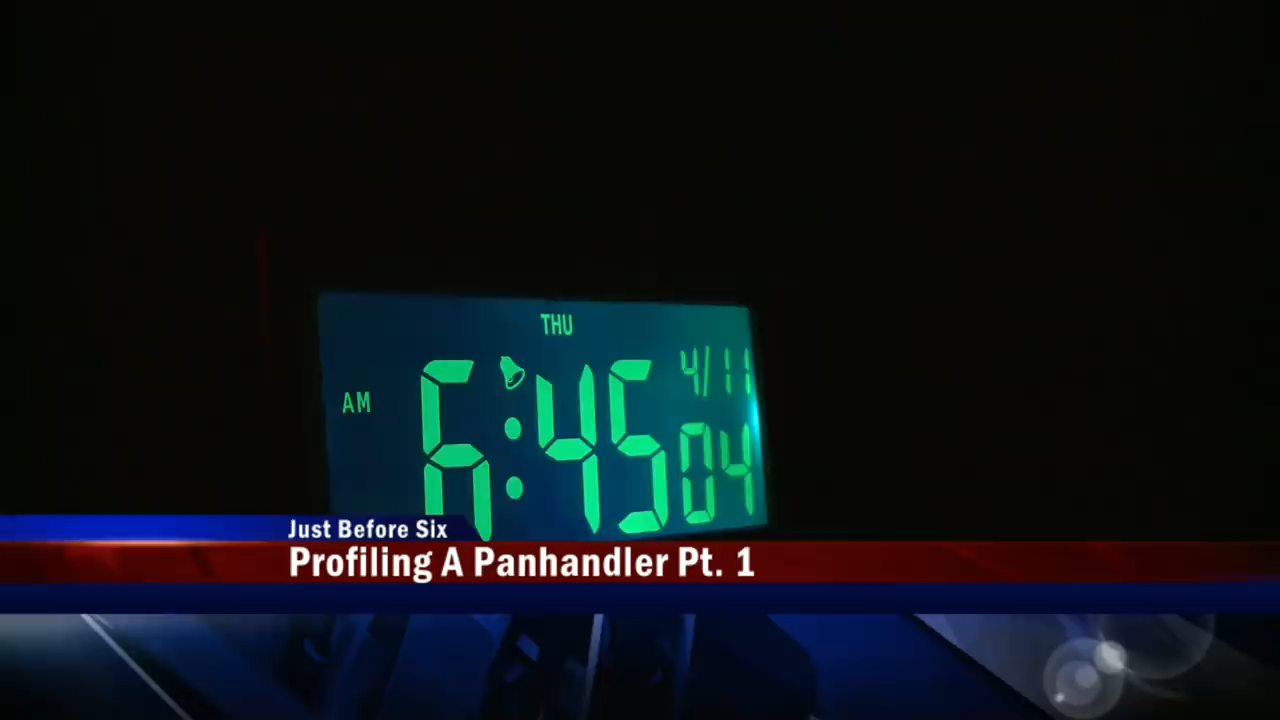 THU
4/11
AM 6:45 04
Just Before Six
Profiling A Panhandler Pt. 1